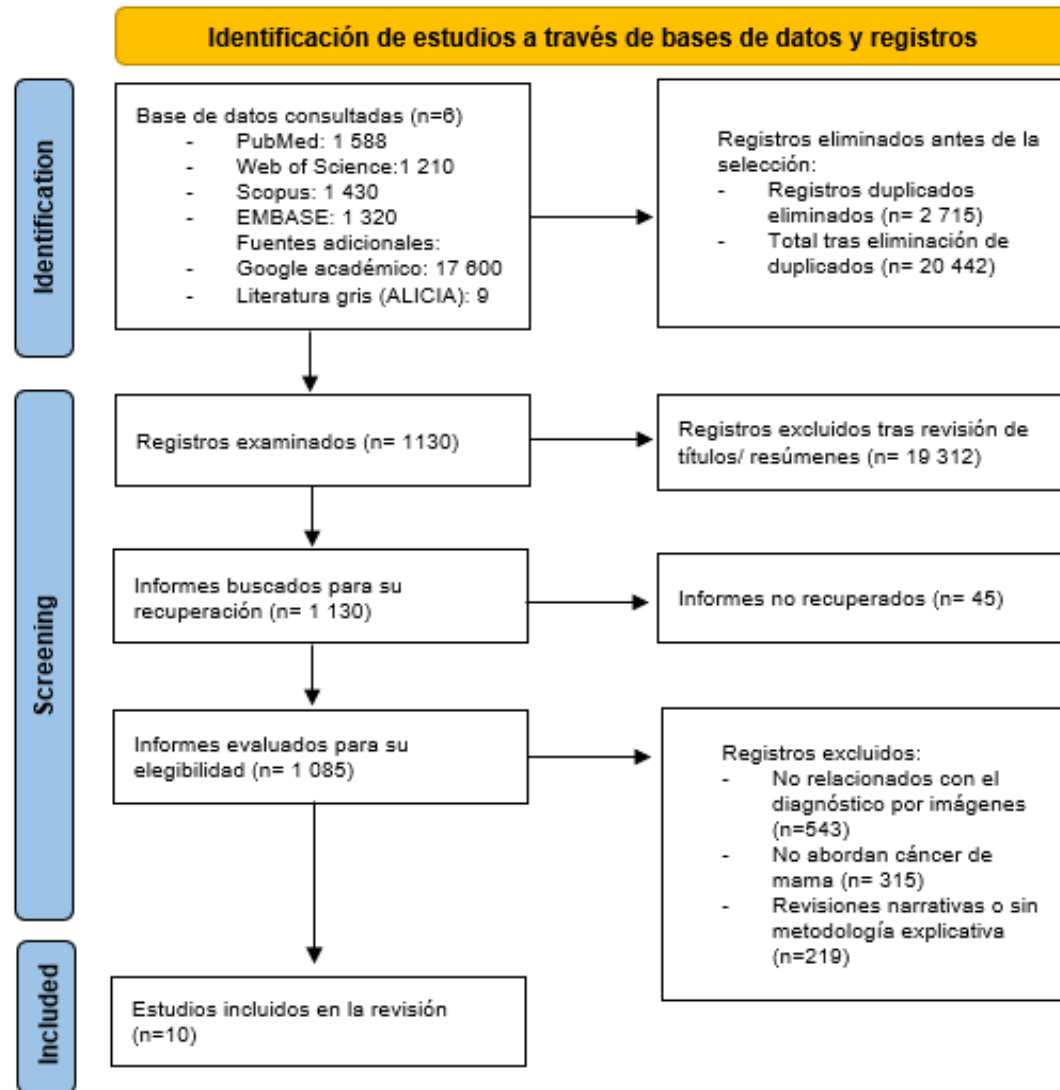 Identificación de estudios a través de bases de datos y registros
Identification
Base de datos consultadas (n=6)
- PubMed: 1 588
- Web of Science:1 210
- Scopus: 1 430
- EMBASE: 1 320
Fuentes adicionales:
- Google académico: 17 600
- Literatura gris (ALICIA): 9
Registros eliminados antes de la
selección:
- Registros duplicados
eliminados (n= 2 715)
- Total tras eliminación de
duplicados (n= 20 442)
Screening
Registros examinados (n= 1130)
Registros excluidos tras revisión de
títulos/ resúmenes (n= 19 312)
Informes buscados para su
recuperación (n= 1 130)
Informes no recuperados (n= 45)
Informes evaluados para su
elegibilidad (n= 1 085)
Registros excluidos:
- No relacionados con el
diagnóstico por imágenes
(n=543)
- No abordan cáncer de
mama (n= 315)
- Revisiones narrativas o sin
metodología explicativa
(n=219)
Included
Estudios incluidos en la revisión
(n=10)